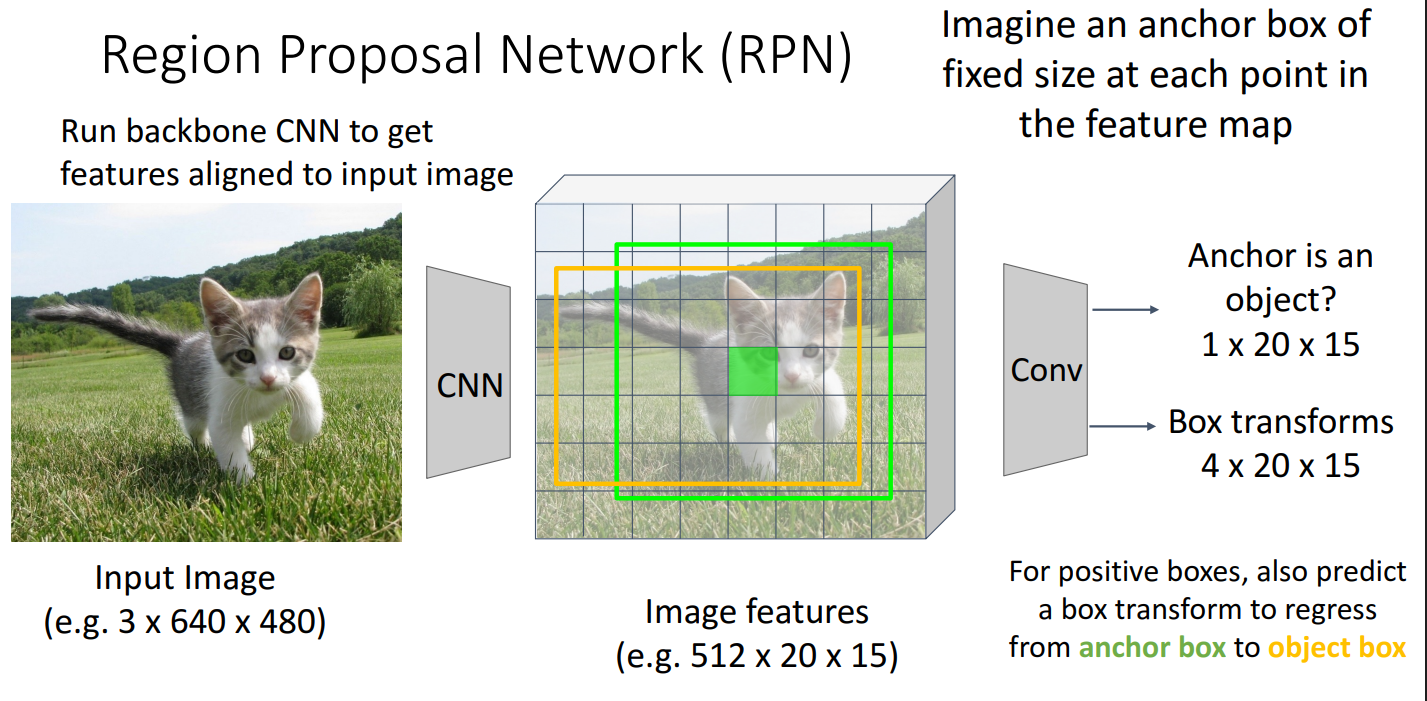 Region Proposal Network (RPN)
Imagine an anchor box of
fixed size at each point in
the feature map
Run backbone CNN to get
features aligned to input image
CNN
Conv
Anchor is an
object?
1 x 20 x 15
Box transforms
4 x 20 x 15
Input Image
(e.g. 3 x 640 x 480)
Image features
(e.g. 512 x 20 x 15)
For positive boxes, also predict
a box transform to regress
from anchor box to object box